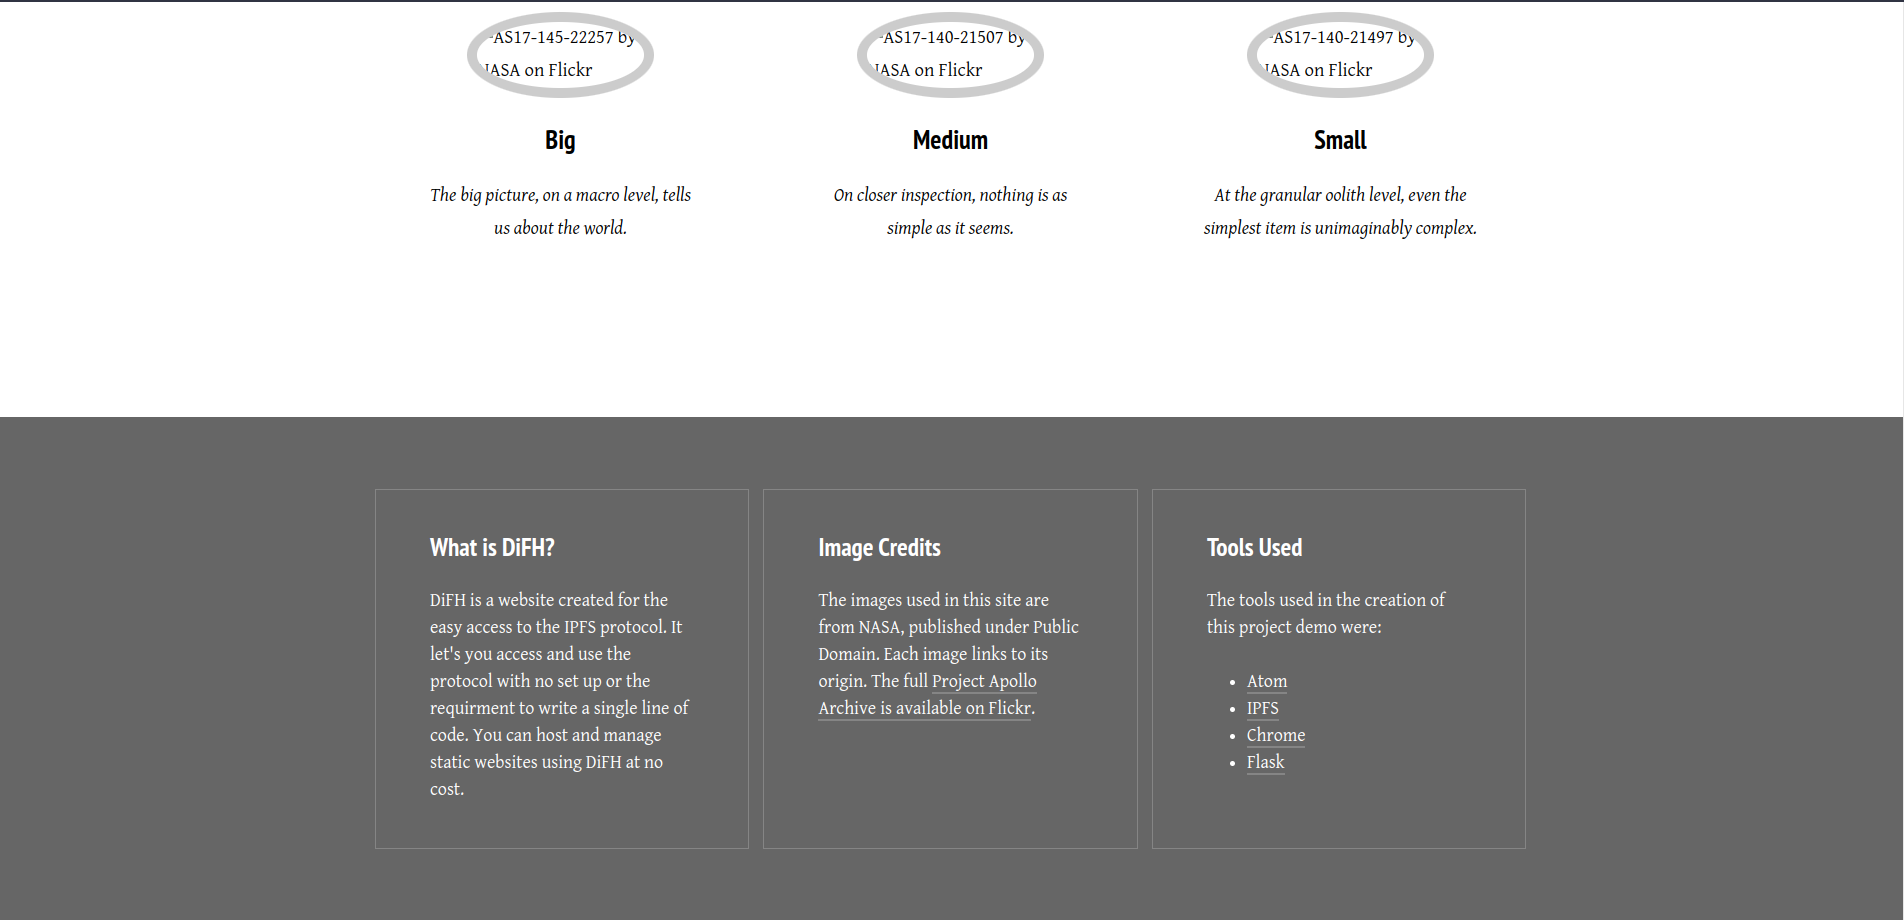 AS17-145-22257 by
NASA on Flickr
AS17-140-21507 by
NASA on Flickr
AS17-140-21497 by
NASA on Flickr
Big
The big picture, on a macro level, tells
us about the world.
Medium
On closer inspection, nothing is as
simple as it seems.
Small
At the granular oolith level, even the
simplest item is unimaginably complex.
What is DiFH?
DiFH is a website created for the
easy access to the IPFS protocol. It
let's you access and use the
protocol with no set up or the
requirment to write a single line of
code. You can host and manage
static websites using DiFH at no
cost.
Image Credits
The images used in this site are
from NASA, published under Public
Domain. Each image links to its
origin. The full Project Apollo
Archive is available on Flickr.
Tools Used
The tools used in the creation of
this project demo were:
• Atom
• IPFS
• Chrome
• Flask